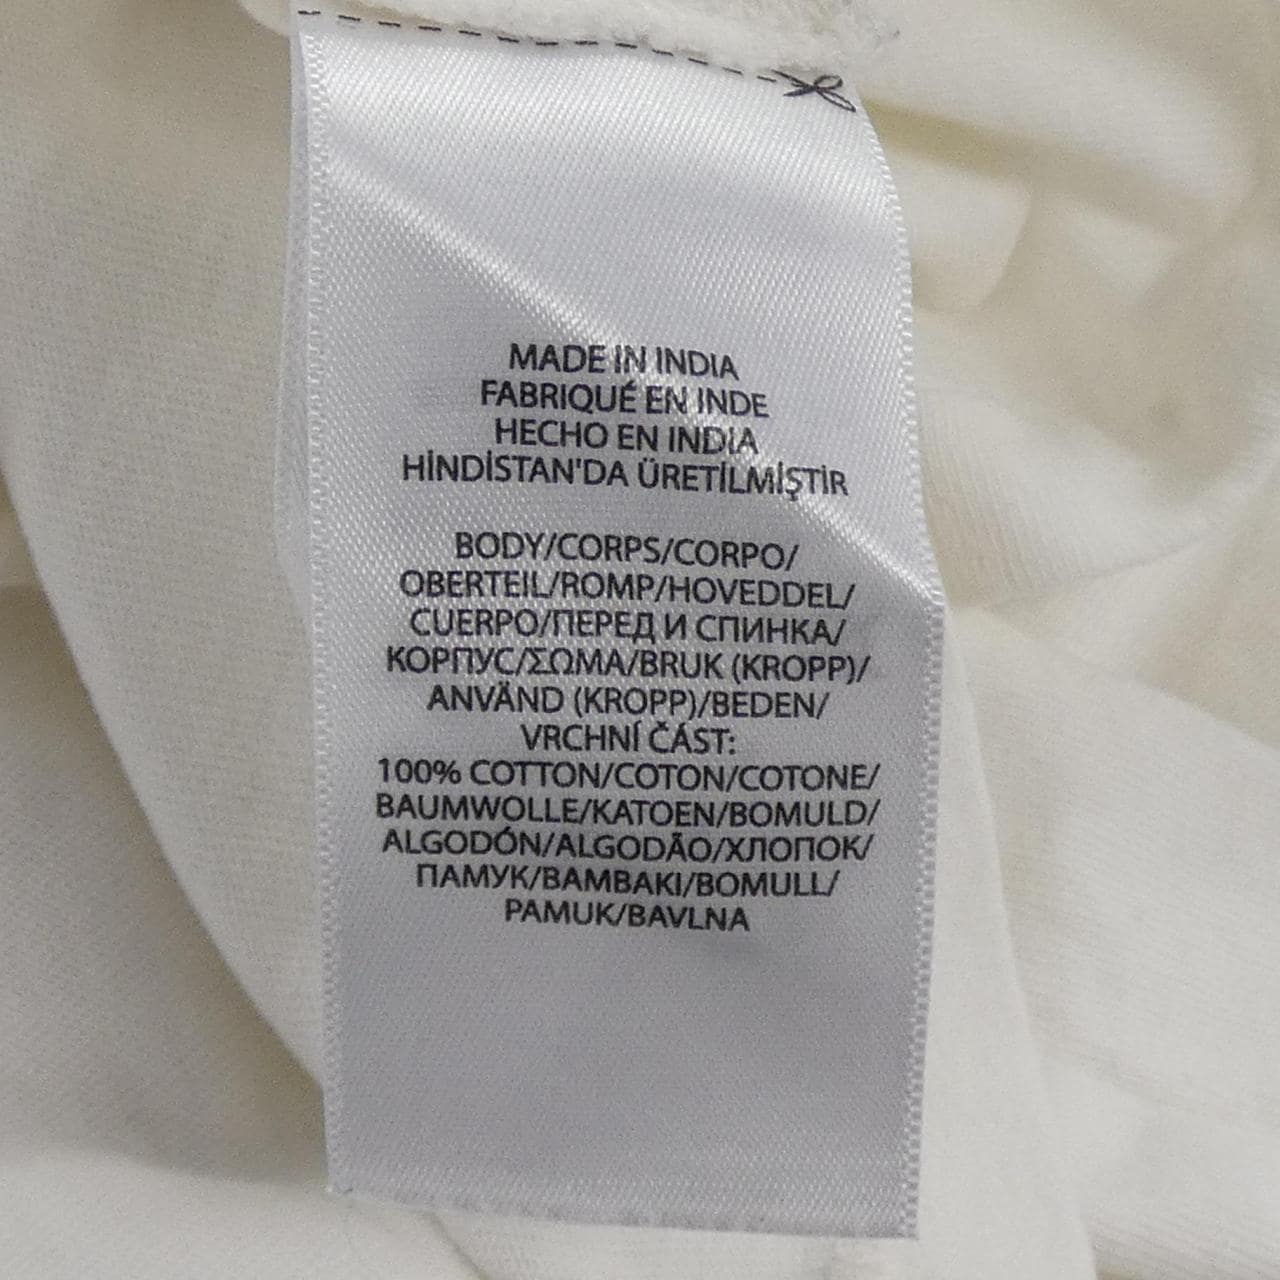 MADE IN INDIA
FABRIQUÉ EN INDE
HECHO EN INDIA
HİNDİSTAN'DA ÜRETİLMİŞTİR
BODY/CORPS/CORPO/
OBERTEIL/ROMP/HOVEDDEL/
CUERPO/ПЕРЕД И СПИНКА/
КОРПУС/ΣΩΜΑ/BRUK (KROPP)/
ANVÄND (KROPP)/BEDEN/
VRCHNÍ ČÁST:
100% COTTON/COTON/COTONE/
BAUMWOLLE/KATOEN/BOMULD/
ALGODÓN/ALGODÃO/ХЛОПОК/
ПАМУК/ΒΑΜΒΑΚΙ/BOMULL/
PAMUK/BAVLNA